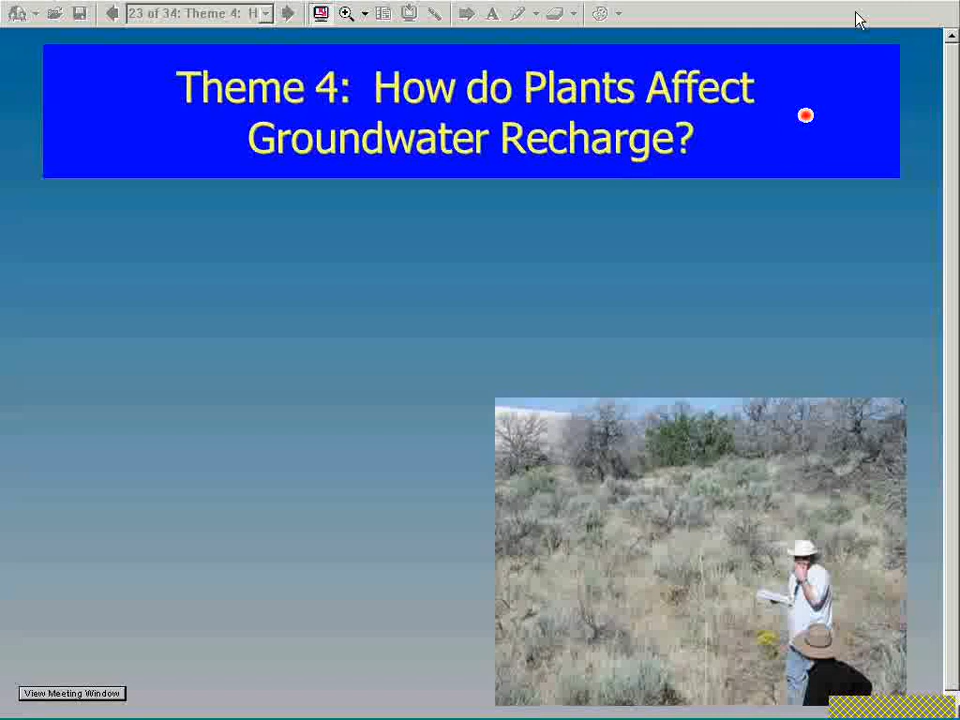 23 of 34: Theme 4: H
Theme 4: How do Plants Affect
Groundwater Recharge?
View Meeting Window